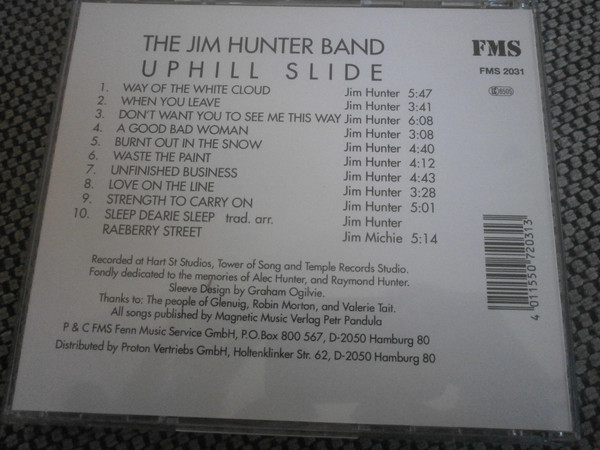 THE JIM HUNTER BAND
UPHILL SLIDE
FMS
FMS 2031
1. WAY OF THE WHITE CLOUD Jim Hunter 5:47
2. WHEN YOU LEAVE Jim Hunter 3:41
3. DON'T WANT YOU TO SEE ME THIS WAY Jim Hunter 6:08
4. A GOOD BAD WOMAN Jim Hunter 3:08
5. BURNT OUT IN THE SNOW Jim Hunter 4:40
6. WASTE THE PAINT Jim Hunter 4:12
7. UNFINISHED BUSINESS Jim Hunter 4:43
8. LOVE ON THE LINE Jim Hunter 3:28
9. STRENGTH TO CARRY ON Jim Hunter 5:01
10. SLEEP DEARIE SLEEP trad. arr. Jim Hunter
RAEBERRY STREET Jim Michie 5:14
Recorded at Hart St Studios, Tower of Song and Temple Records Studio.
Fondly dedicated to the memories of Alec Hunter, and Raymond Hunter.
Sleeve Design by Graham Ogilvie.
Thanks to: The people of Glenuig, Robin Morton, and Valerie Tait.
All songs published by Magnetic Music Verlag Petr Pandula
P & C FMS Fenn Music Service GmbH, P.O.Box 800 567, D-2050 Hamburg 80
Distributed by Proton Vertriebs GmbH, Holtenklinker Str. 62, D-2050 Hamburg 80
4 011550 720313